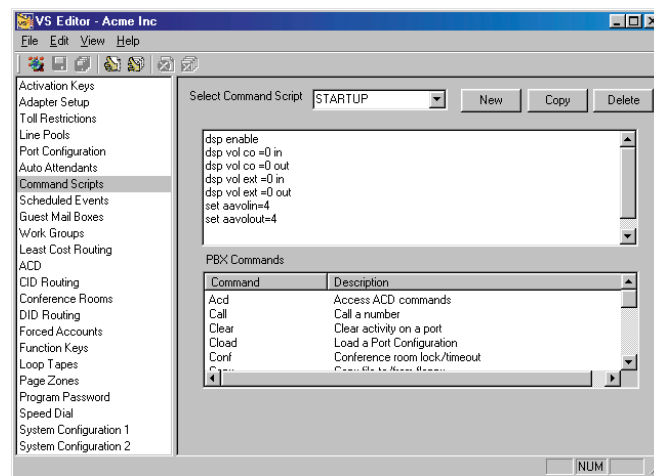 VS Editor - Acme Inc
File Edit View Help
Activation Keys
Adapter Setup
Toll Restrictions
Line Pools
Port Configuration
Auto Attendants
Command Scripts
Scheduled Events
Guest Mail Boxes
Work Groups
Least Cost Routing
ACD
CID Routing
Conference Rooms
DID Routing
Forced Accounts
Function Keys
Loop Tapes
Page Zones
Program Password
Speed Dial
System Configuration 1
System Configuration 2
Select Command Script STARTUP New Copy Delete
dsp enable
dsp vol co =0 in
dsp vol co =0 out
dsp vol ext =0 in
dsp vol ext =0 out
set aavolin=4
set aavolout=4
PBX Commands
Command Description
Acd Access ACD commands
Call Call a number
Clear Clear activity on a port
Cload Load a Port Configuration
Conf Conference room lock/timeout
NUM